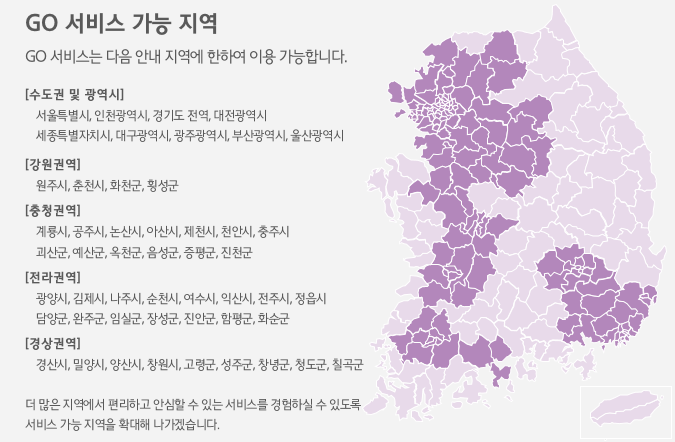 GO 서비스 가능 지역
GO 서비스는 다음 안내 지역에 한하여 이용 가능합니다.
[수도권 및 광역시]
서울특별시, 인천광역시, 경기도 전역, 대전광역시
세종특별자치시, 대구광역시, 광주광역시, 부산광역시, 울산광역시
[강원권역]
원주시, 춘천시, 화천군, 횡성군
[충청권역]
계룡시, 공주시, 논산시, 아산시, 제천시, 천안시, 충주시
괴산군, 예산군, 옥천군, 음성군, 증평군, 진천군
[전라권역]
광양시, 김제시, 나주시, 순천시, 여수시, 익산시, 전주시, 정읍시
담양군, 완주군, 임실군, 장성군, 진안군, 함평군, 화순군
[경상권역]
경산시, 밀양시, 양산시, 창원시, 고령군, 성주군, 창녕군, 청도군, 칠곡군
더 많은 지역에서 편리하고 안심할 수 있는 서비스를 경험하실 수 있도록
서비스 가능 지역을 확대해 나가겠습니다.